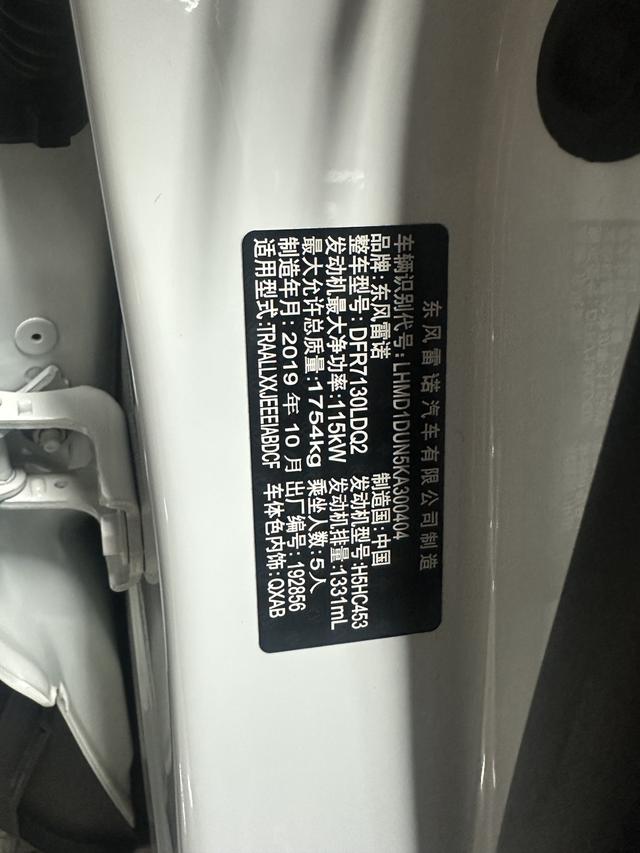 东风雷诺汽车有限公司制造
车辆识别代号:LHMD1DUN5KA300404
品牌:东风雷诺 制造国:中国
整车型号:DFR7130LDQ2 发动机型号:H5HC453
发动机最大净功率:115kW 发动机排量:1331mL
最大允许总质量:1754kg 乘坐人数:5人
制造年月:2019年10月 出厂编号:192856
适用型式:TRAALLXXJEEEIABDCF 车体色内饰:QXAB